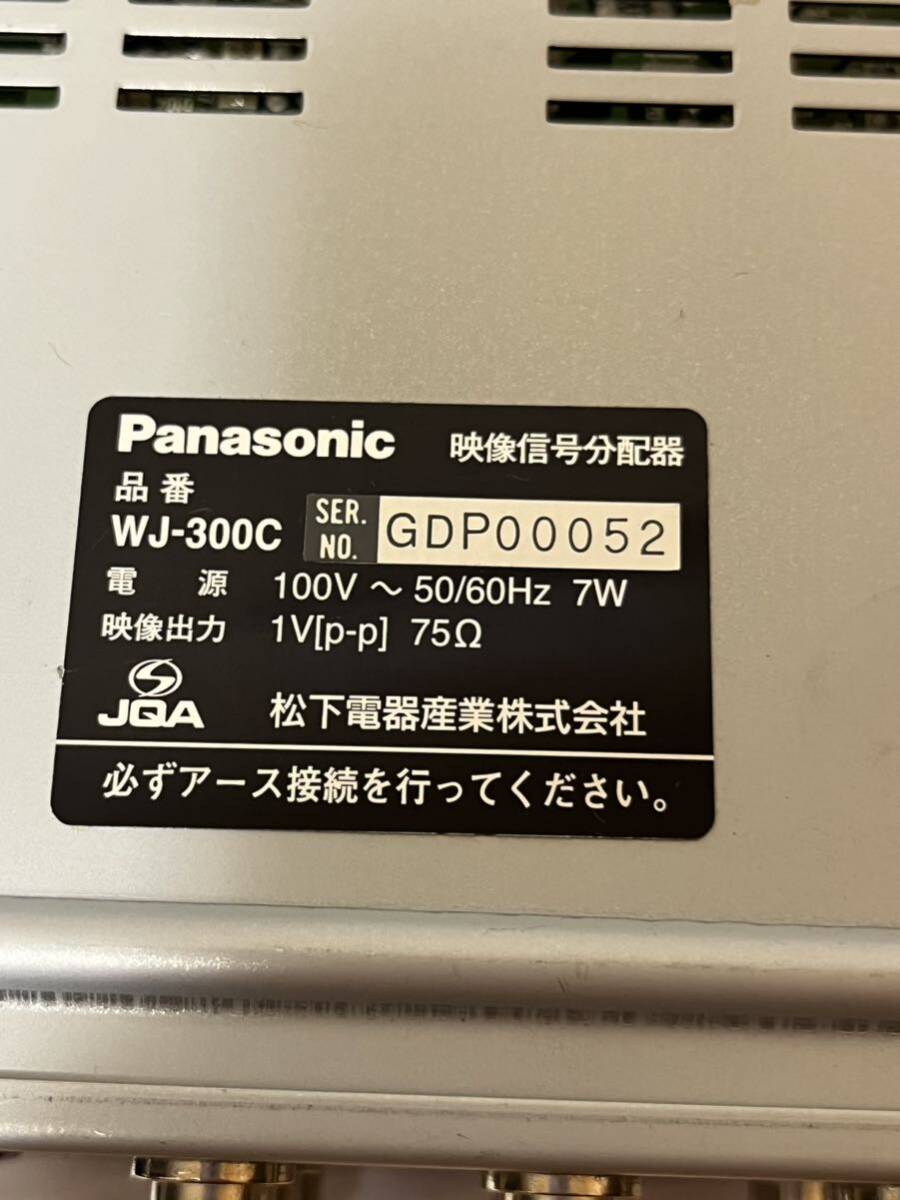 Panasonic 映像信号分配器
品番
WJ-300C SER. NO. GDP00052
電源 100V ~ 50/60Hz 7W
映像出力 1V[p-p] 75Ω
JQA 松下電器産業株式会社
必ずアース接続を行ってください。